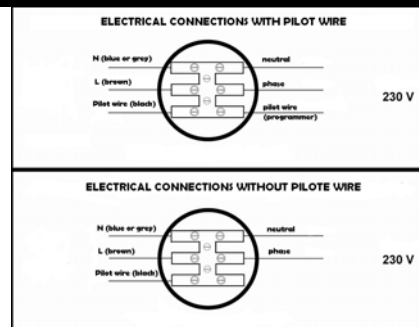 ELECTRICAL CONNECTIONS WITH PILOT WIRE
N (blue or grey)
neutral
L (brown)
phase
230 V
Pilot wire (black)
pilot wire
(programmer)
ELECTRICAL CONNECTIONS WITHOUT PILOTE WIRE
N (blue or grey)
neutral
L (brown)
phase
230 V
Pilot wire (black)